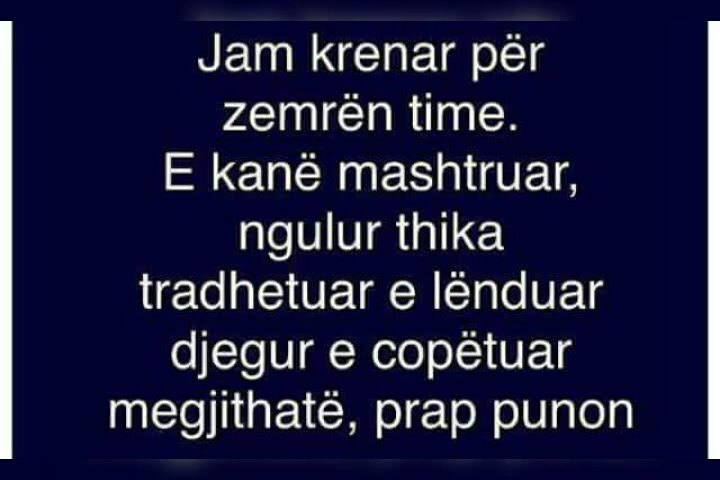 Jam krenar për
zemrën time.
E kanë mashtruar,
ngulur thika
tradhetuar e lënduar
djegur e copëtuar
megjithatë, prap punon